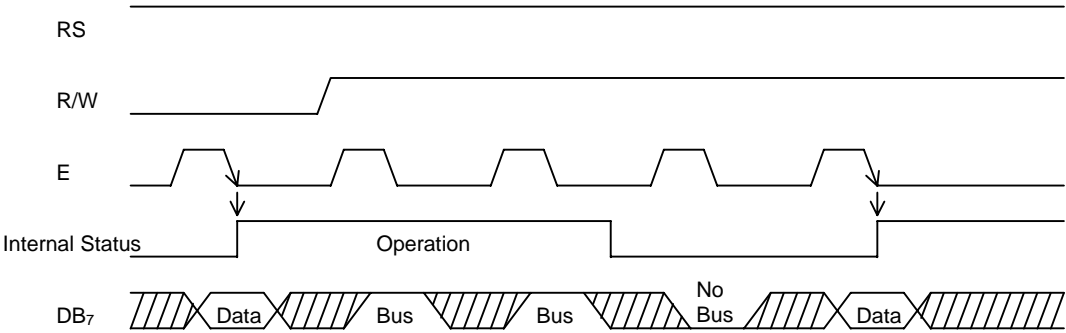 RS
R/W
E
Internal Status
Operation
DB7
Data
Bus
Bus
No
Bus
Data